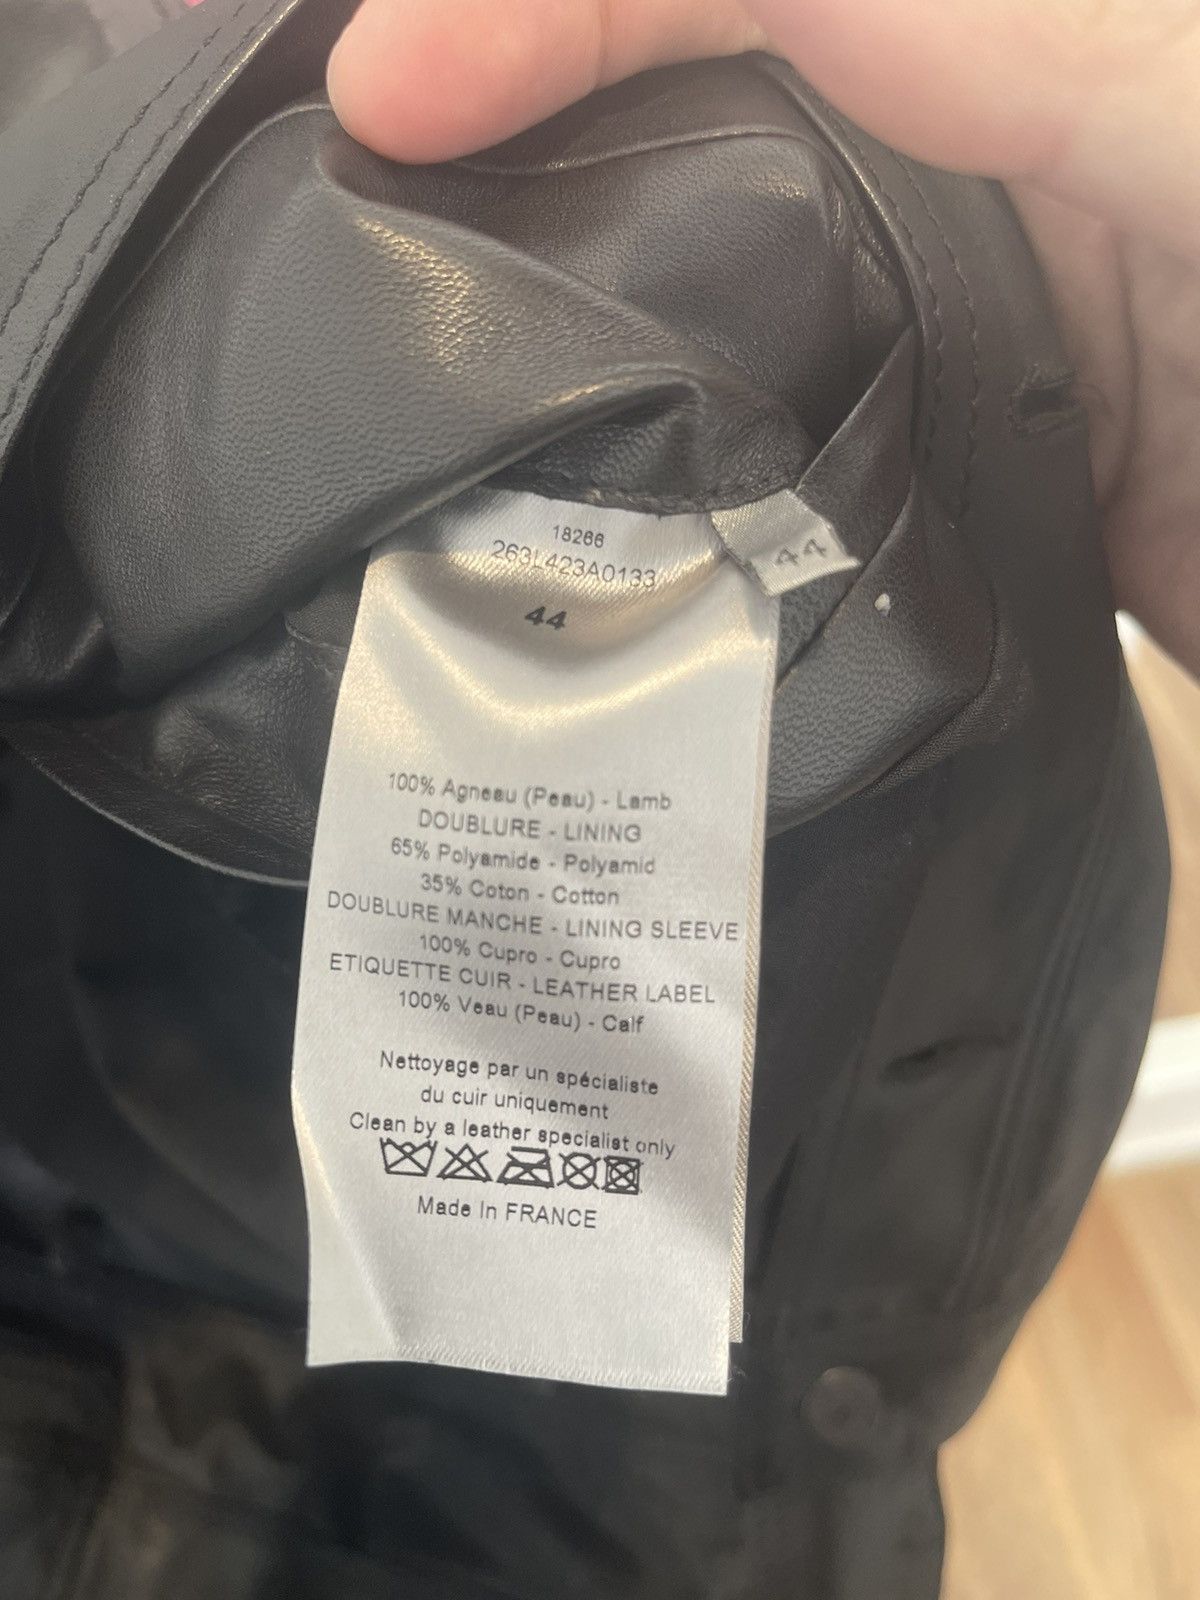 18266
263L423A0133
44
44
100% Agneau (Peau) - Lamb
DOUBLURE - LINING
65% Polyamide - Polyamid
35% Coton - Cotton
DOUBLURE MANCHE - LINING SLEEVE
100% Cupro - Cupro
ETIQUETTE CUIR - LEATHER LABEL
100% Veau (Peau) - Calf
Nettoyage par un spécialiste
du cuir uniquement
Clean by a leather specialist only
Made In FRANCE